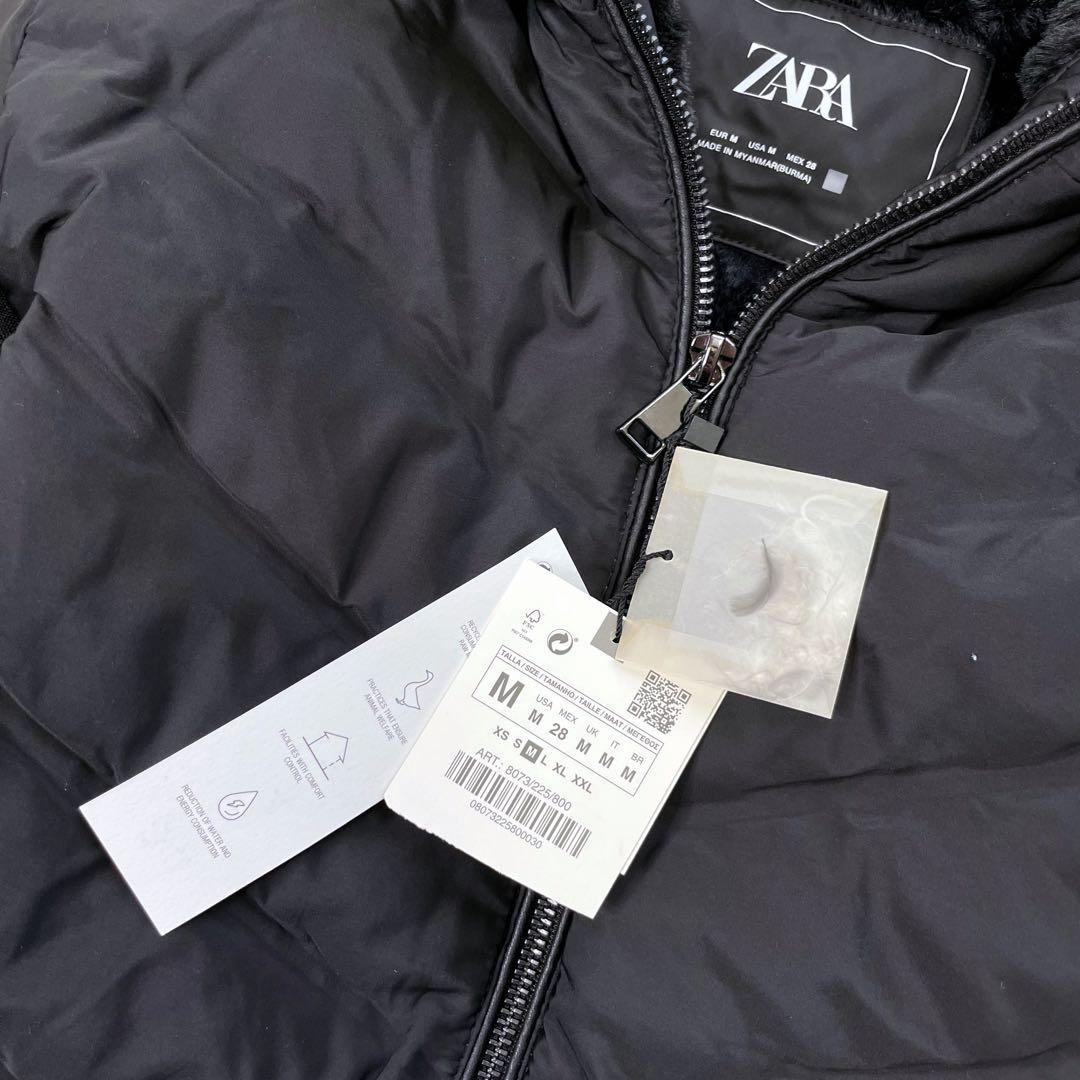 ZARA
EUR M USA M MEX 28
MADE IN MYANMAR(BURMA)
PRACTICES THAT ENSURE
ANIMAL WELFARE
FACILITIES WITH COMFORT
CONTROL
REDUCTION OF WATER AND
ENERGY CONSUMPTION
FSC
TALLA / SIZE / TAMANHO / TAILLE / MAAT / ΜΕΓΕΘΟΣ
USA MEX UK IT BR
M M 28 M M M
XS S M L XL XXL
ART.: 8073/225/800
08073225800030